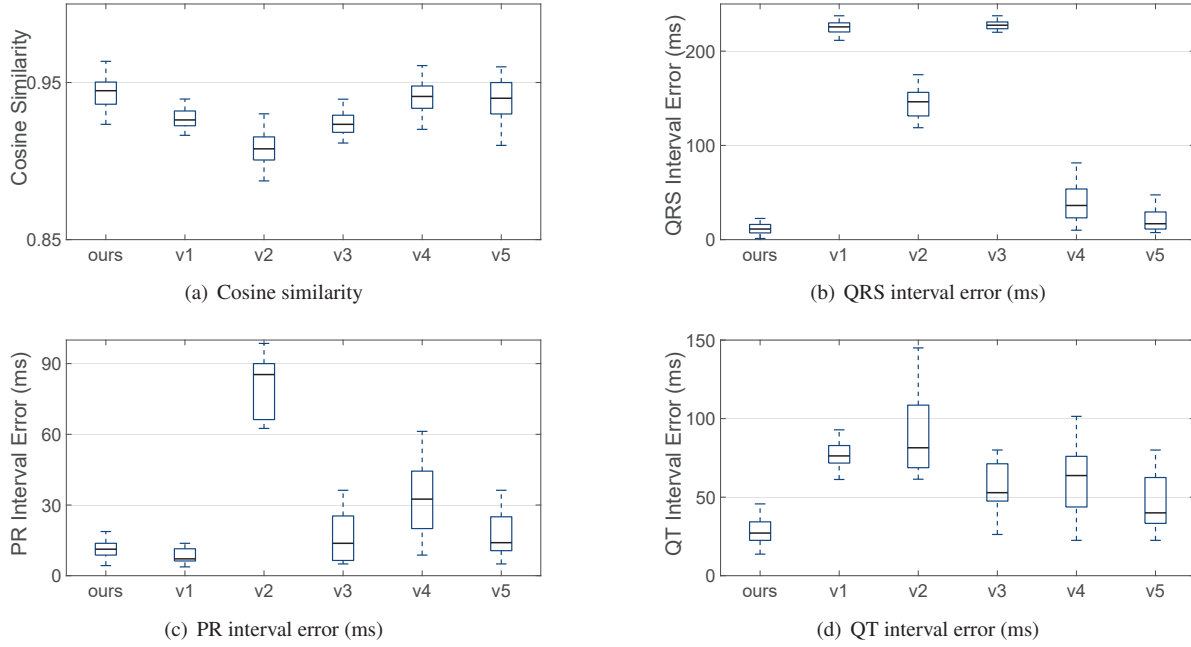 Cosine Similarity
0.95
0.85
ours v1 v2 v3 v4 v5
(a) Cosine similarity
QRS Interval Error (ms)
200
100
0
ours v1 v2 v3 v4 v5
(b) QRS interval error (ms)
PR Interval Error (ms)
90
60
30
0
ours v1 v2 v3 v4 v5
(c) PR interval error (ms)
QT Interval Error (ms)
150
100
50
0
ours v1 v2 v3 v4 v5
(d) QT interval error (ms)